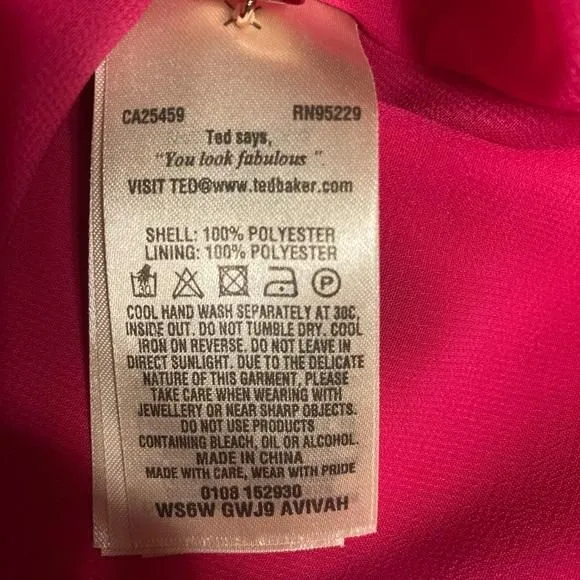 CA25459 RN95229
Ted says,
"You look fabulous".
VISIT TED@www.tedbaker.com
SHELL: 100% POLYESTER
LINING: 100% POLYESTER
P
COOL HAND WASH SEPARATELY AT 30C,
INSIDE OUT. DO NOT TUMBLE DRY. COOL
IRON ON REVERSE. DO NOT LEAVE IN
DIRECT SUNLIGHT. DUE TO THE DELICATE
NATURE OF THIS GARMENT, PLEASE
TAKE CARE WHEN WEARING WITH
JEWELLERY OR NEAR SHARP OBJECTS.
DO NOT USE PRODUCTS
CONTAINING BLEACH, OIL OR ALCOHOL.
MADE IN CHINA
MADE WITH CARE, WEAR WITH PRIDE
0108 152930
WS6W GWJ9 AVIVAH